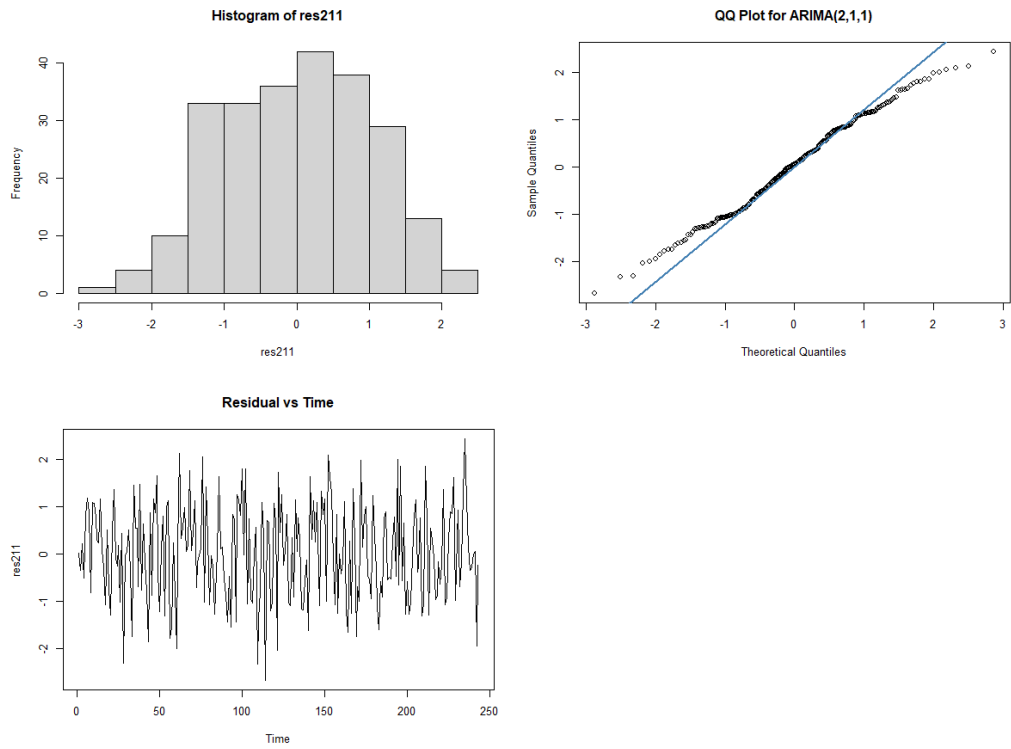 Histogram of res211
Frequency
0 10 20 30 40
-3 -2 -1 0 1 2
res211
QQ Plot for ARIMA(2,1,1)
Sample Quantiles
-2 -1 0 1 2
-3 -2 -1 0 1 2 3
Theoretical Quantiles
Residual vs Time
res211
-2 -1 0 1 2
0 50 100 150 200 250
Time